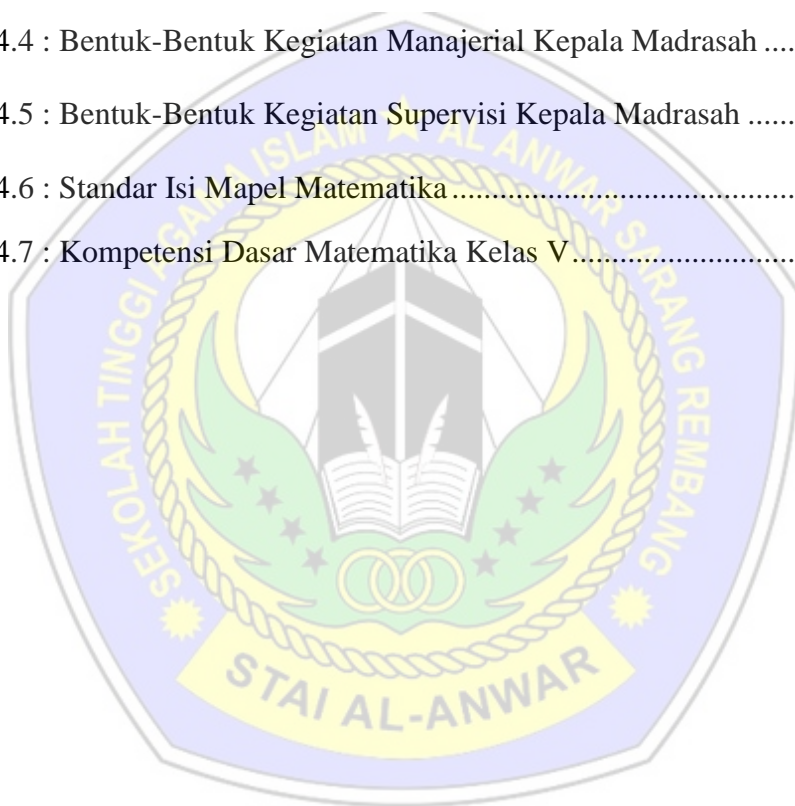 4.4 : Bentuk-Bentuk Kegiatan Manajerial Kepala Madrasah ....
4.5 : Bentuk-Bentuk Kegiatan Supervisi Kepala Madrasah ......
4.6 : Standar Isi Mapel Matematika..........................................
4.7 : Kompetensi Dasar Matematika Kelas V...........................
SEKOLAH TINGGI AGAMA ISLAM ★ AL ANWAR SARANG REMBANG
STAI AL-ANWAR